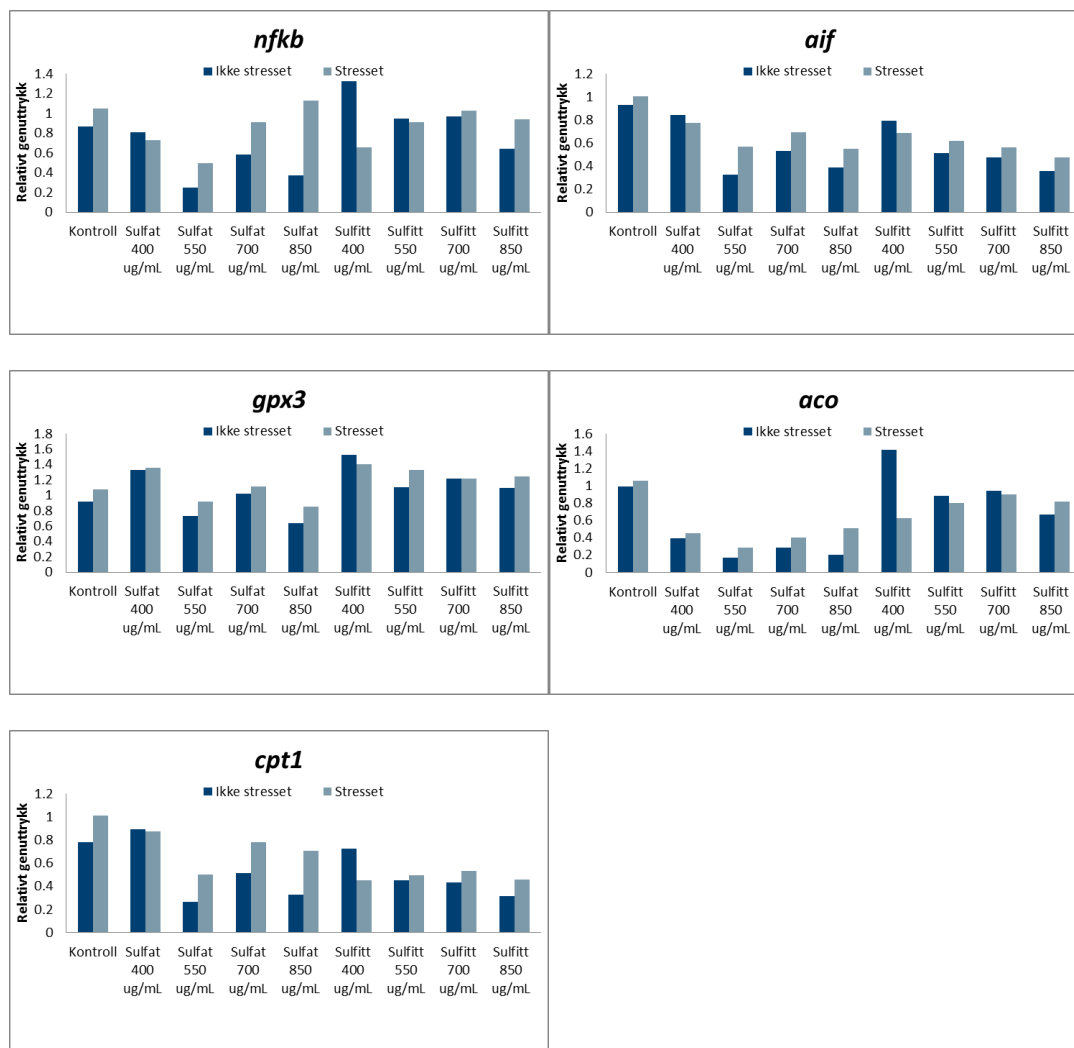 nfkb
Ikke stresset Stresset
Relativt genuttrykk
1.4
1.2
1
0.8
0.6
0.4
0.2
0
Kontroll Sulfat Sulfat Sulfat Sulfat Sulfitt Sulfitt Sulfitt Sulfitt
400 550 700 850 400 550 700 850
ug/mL ug/mL ug/mL ug/mL ug/mL ug/mL ug/mL ug/mL
aif
Ikke stresset Stresset
Relativt genuttrykk
1.2
1
0.8
0.6
0.4
0.2
0
Kontroll Sulfat Sulfat Sulfat Sulfat Sulfitt Sulfitt Sulfitt Sulfitt
400 550 700 850 400 550 700 850
ug/mL ug/mL ug/mL ug/mL ug/mL ug/mL ug/mL ug/mL
gpx3
Ikke stresset Stresset
Relativt genuttrykk
1.8
1.6
1.4
1.2
1
0.8
0.6
0.4
0.2
0
Kontroll Sulfat Sulfat Sulfat Sulfat Sulfitt Sulfitt Sulfitt Sulfitt
400 550 700 850 400 550 700 850
ug/mL ug/mL ug/mL ug/mL ug/mL ug/mL ug/mL ug/mL
aco
Ikke stresset Stresset
Relativt genuttrykk
1.6
1.4
1.2
1
0.8
0.6
0.4
0.2
0
Kontroll Sulfat Sulfat Sulfat Sulfat Sulfitt Sulfitt Sulfitt Sulfitt
400 550 700 850 400 550 700 850
ug/mL ug/mL ug/mL ug/mL ug/mL ug/mL ug/mL ug/mL
cpt1
Ikke stresset Stresset
Relativt genuttrykk
1.2
1
0.8
0.6
0.4
0.2
0
Kontroll Sulfat Sulfat Sulfat Sulfat Sulfitt Sulfitt Sulfitt Sulfitt
400 550 700 850 400 550 700 850
ug/mL ug/mL ug/mL ug/mL ug/mL ug/mL ug/mL ug/mL